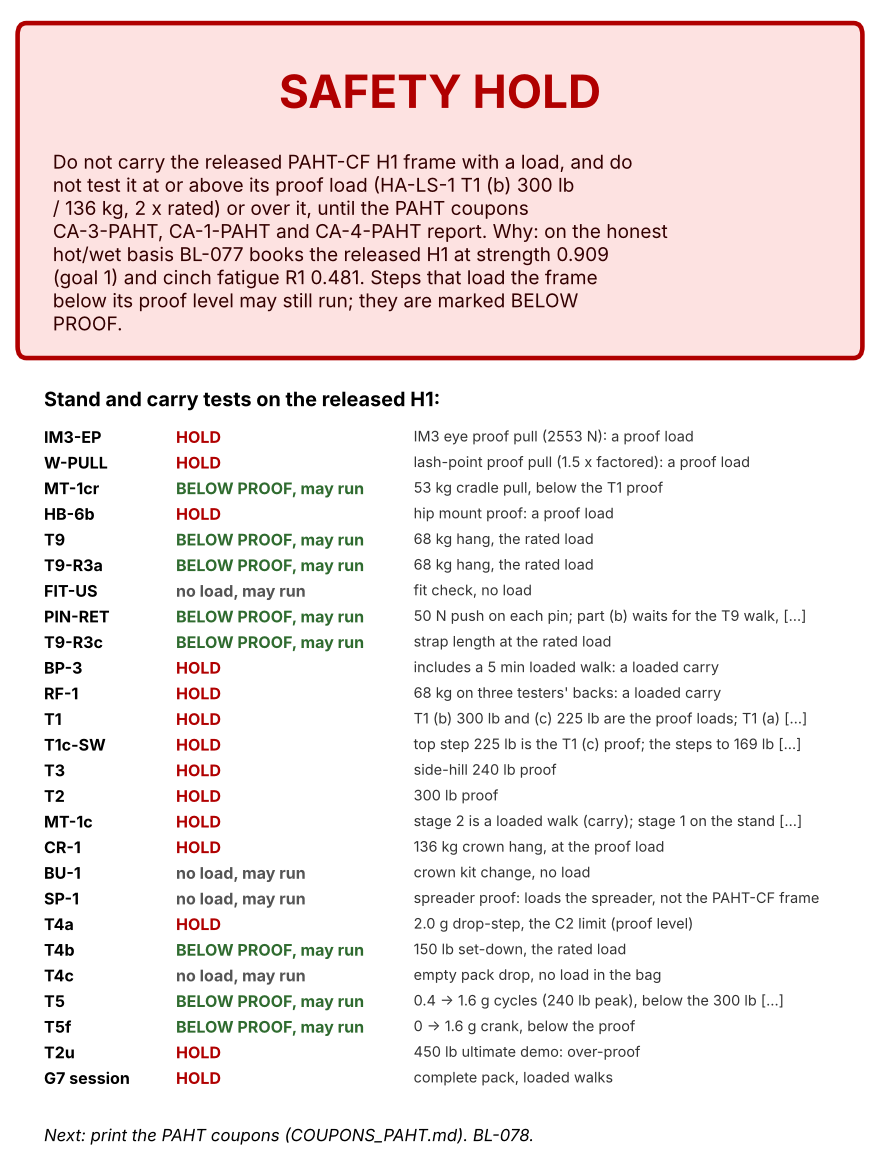 SAFETY HOLD
Do not carry the released PAHT-CF H1 frame with a load, and do
not test it at or above its proof load (HA-LS-1 T1 (b) 300 lb
/ 136 kg, 2 x rated) or over it, until the PAHT coupons
CA-3-PAHT, CA-1-PAHT and CA-4-PAHT report. Why: on the honest
hot/wet basis BL-077 books the released H1 at strength 0.909
(goal 1) and cinch fatigue R1 0.481. Steps that load the frame
below its proof level may still run; they are marked BELOW
PROOF.
Stand and carry tests on the released H1:
IM3-EP HOLD IM3 eye proof pull (2553 N): a proof load
W-PULL HOLD lash-point proof pull (1.5 x factored): a proof load
MT-1cr BELOW PROOF, may run 53 kg cradle pull, below the T1 proof
HB-6b HOLD hip mount proof: a proof load
T9 BELOW PROOF, may run 68 kg hang, the rated load
T9-R3a BELOW PROOF, may run 68 kg hang, the rated load
FIT-US no load, may run fit check, no load
PIN-RET BELOW PROOF, may run 50 N push on each pin; part (b) waits for the T9 walk, [...]
T9-R3c BELOW PROOF, may run strap length at the rated load
BP-3 HOLD includes a 5 min loaded walk: a loaded carry
RF-1 HOLD 68 kg on three testers' backs: a loaded carry
T1 HOLD T1 (b) 300 lb and (c) 225 lb are the proof loads; T1 (a) [...]
T1c-SW HOLD top step 225 lb is the T1 (c) proof; the steps to 169 lb [...]
T3 HOLD side-hill 240 lb proof
T2 HOLD 300 lb proof
MT-1c HOLD stage 2 is a loaded walk (carry); stage 1 on the stand [...]
CR-1 HOLD 136 kg crown hang, at the proof load
BU-1 no load, may run crown kit change, no load
SP-1 no load, may run spreader proof: loads the spreader, not the PAHT-CF frame
T4a HOLD 2.0 g drop-step, the C2 limit (proof level)
T4b BELOW PROOF, may run 150 lb set-down, the rated load
T4c no load, may run empty pack drop, no load in the bag
T5 BELOW PROOF, may run 0.4 → 1.6 g cycles (240 lb peak), below the 300 lb [...]
T5f BELOW PROOF, may run 0 → 1.6 g crank, below the proof
T2u HOLD 450 lb ultimate demo: over-proof
G7 session HOLD complete pack, loaded walks
Next: print the PAHT coupons (COUPONS_PAHT.md). BL-078.